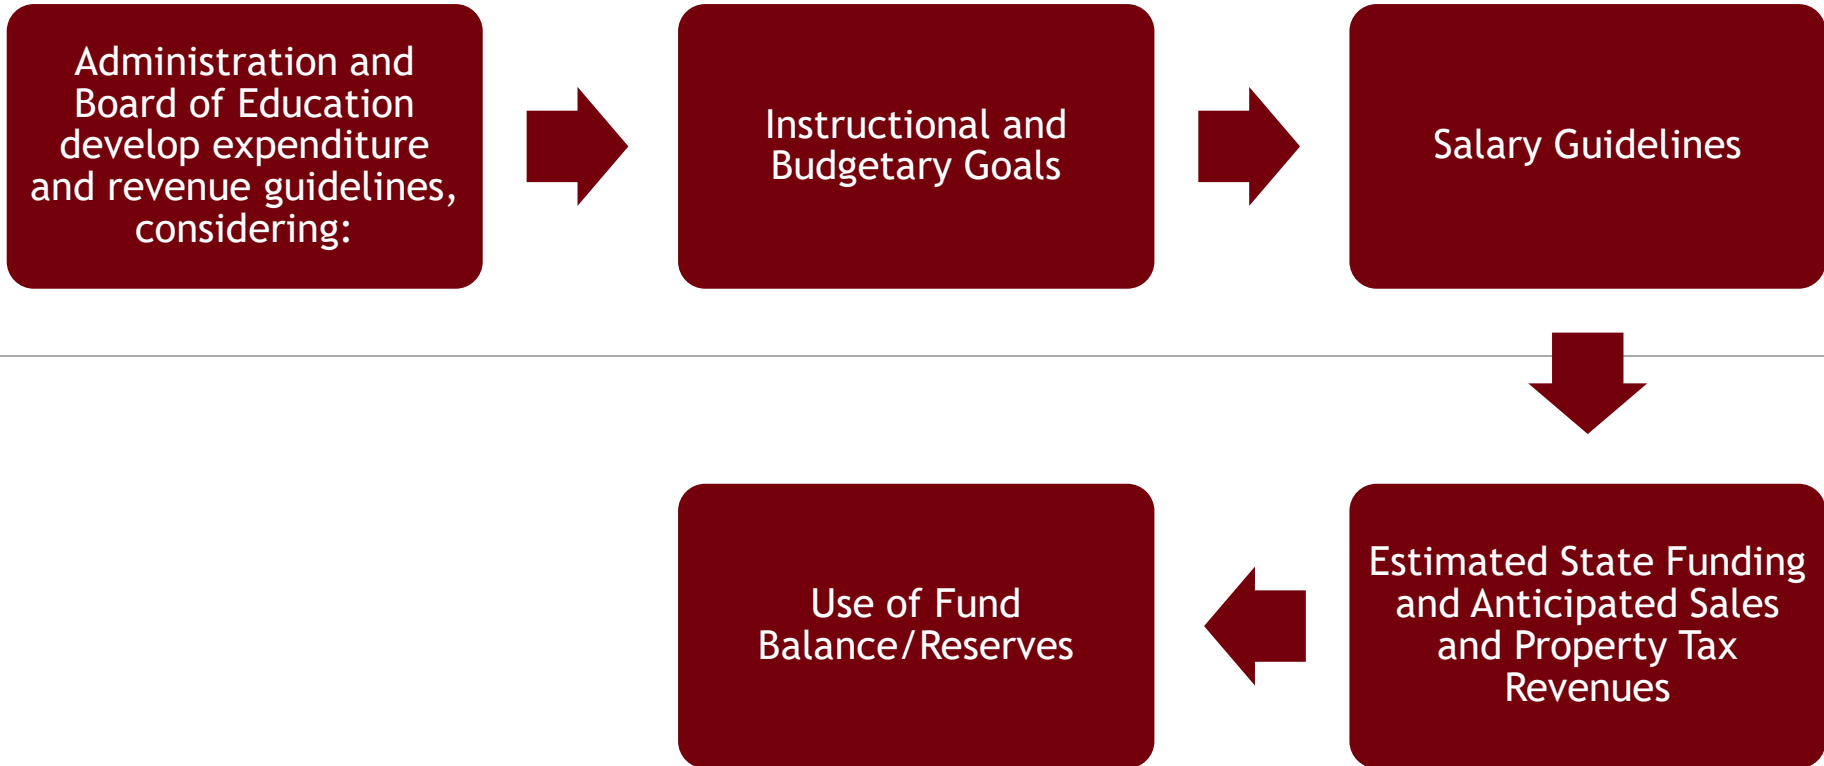 Administration and
Board of Education
develop expenditure
and revenue guidelines,
considering:
Instructional and
Budgetary Goals
Salary Guidelines
Estimated State Funding
and Anticipated Sales
and Property Tax
Revenues
Use of Fund
Balance/Reserves